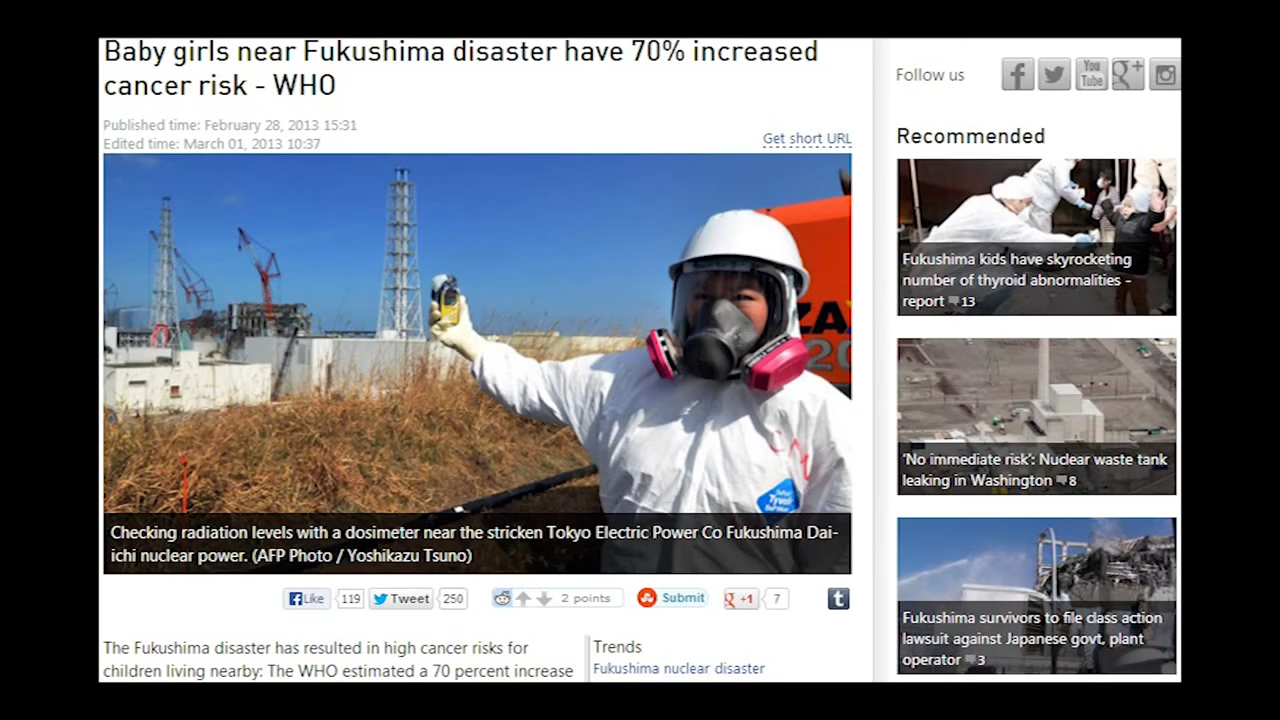 Baby girls near Fukushima disaster have 70% increased
cancer risk - WHO
Published time: February 28, 2013 15:31
Edited time: March 01, 2013 10:37
Get short URL
ZA
20
Tyvek
Checking radiation levels with a dosimeter near the stricken Tokyo Electric Power Co Fukushima Dai-
ichi nuclear power. (AFP Photo / Yoshikazu Tsuno)
Like 119 Tweet 250 2 points Submit +1 7 t
The Fukushima disaster has resulted in high cancer risks for
children living nearby: The WHO estimated a 70 percent increase
Trends
Fukushima nuclear disaster
Follow us
f You Tube g+
Recommended
Fukushima kids have skyrocketing
number of thyroid abnormalities -
report 13
'No immediate risk': Nuclear waste tank
leaking in Washington 8
Fukushima survivors to file class action
lawsuit against Japanese govt, plant
operator 3